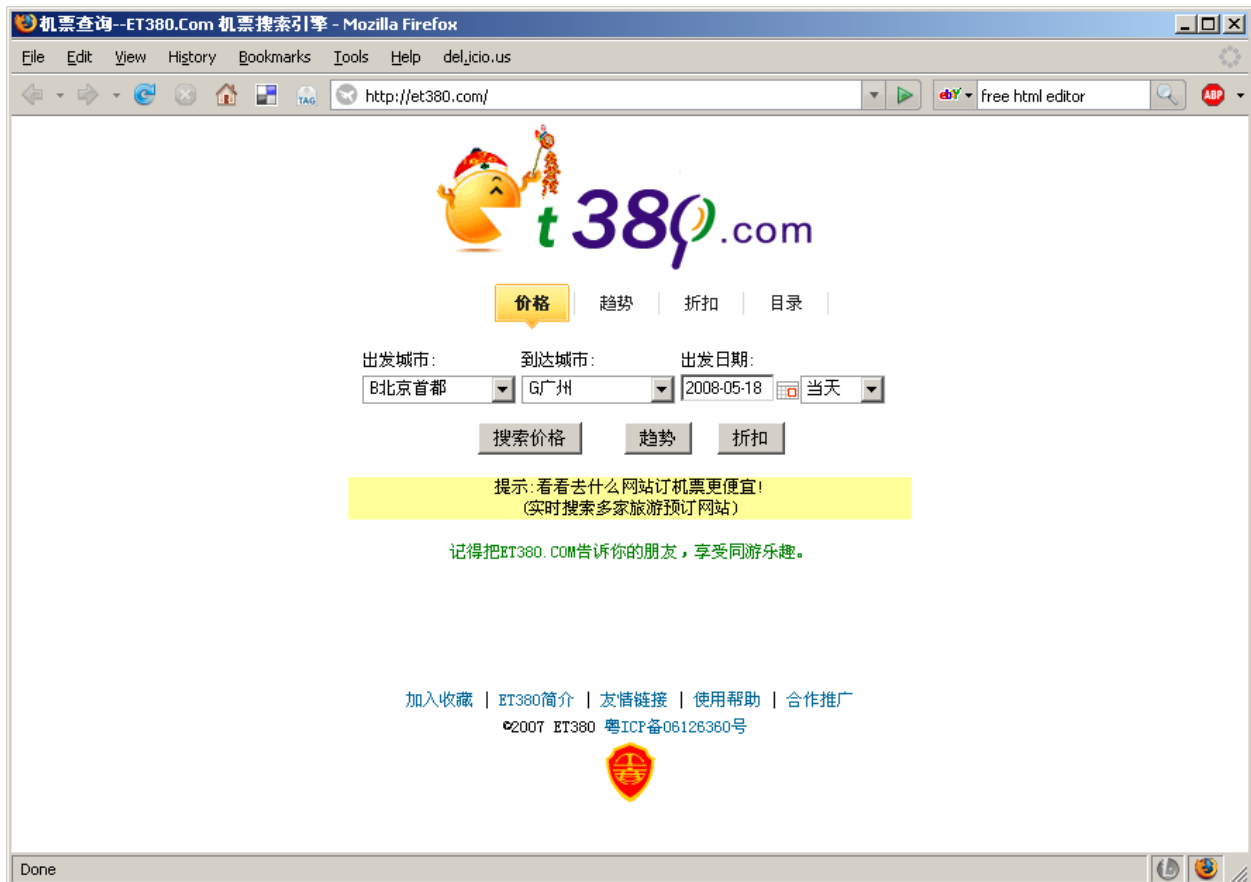 机票查询--ET380.Com 机票搜索引擎 - Mozilla Firefox
File Edit View History Bookmarks Tools Help del.icio.us
TAG http://et380.com/ ebY free html editor ABP
et380.com
价格 趋势 折扣 目录
出发城市: 到达城市: 出发日期:
B北京首都 G广州 2008-05-18 当天
搜索价格 趋势 折扣
提示:看看去什么网站订机票更便宜!
(实时搜索多家旅游预订网站)
记得把ET380.COM告诉你的朋友，享受同游乐趣。
加入收藏 | ET380简介 | 友情链接 | 使用帮助 | 合作推广
©2007 ET380 粤ICP备06126360号
Done